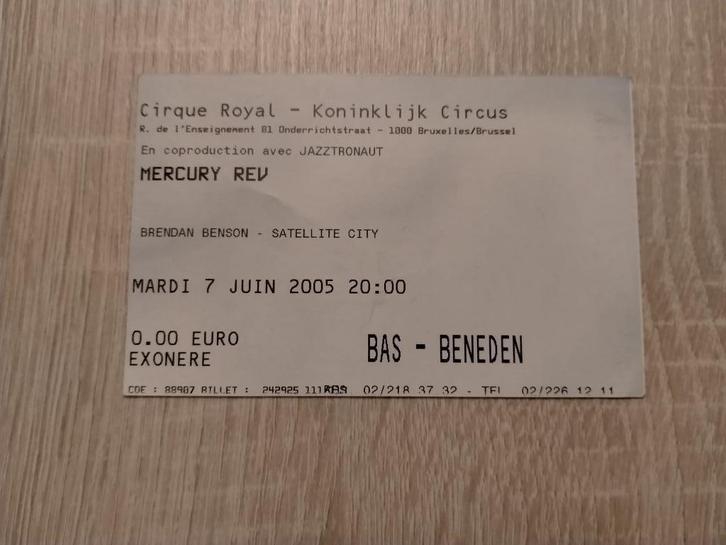 Cirque Royal - Koninklijk Circus
R. de l'Enseignement 81 Onderrichtstraat - 1000 Bruxelles/Brussel
En coproduction avec JAZZTRONAUT
MERCURY REV
BRENDAN BENSON - SATELLITE CITY
MARDI 7 JUIN 2005 20:00
0.00 EURO
EXONERE
BAS - BENEDEN
CDE : 88907 BILLET : 242925 02/218 37 32 - TEL 02/226 12 11